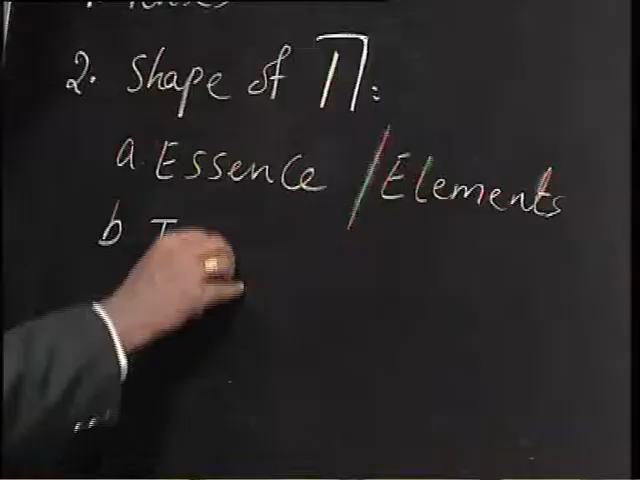 2. Shape of Π:
a. Essence / Elements
b T